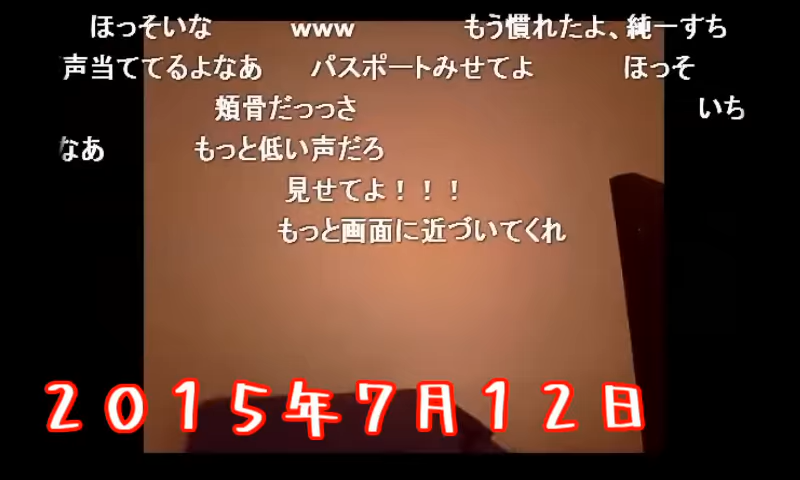 ほっそいな www もう慣れたよ、純一すち
声当ててるよなあ パスポートみせてよ ほっそ
頬骨だっっさ いち
なあ もっと低い声だろ
見せてよ！！！
もっと画面に近づいてくれ
2015年7月12日